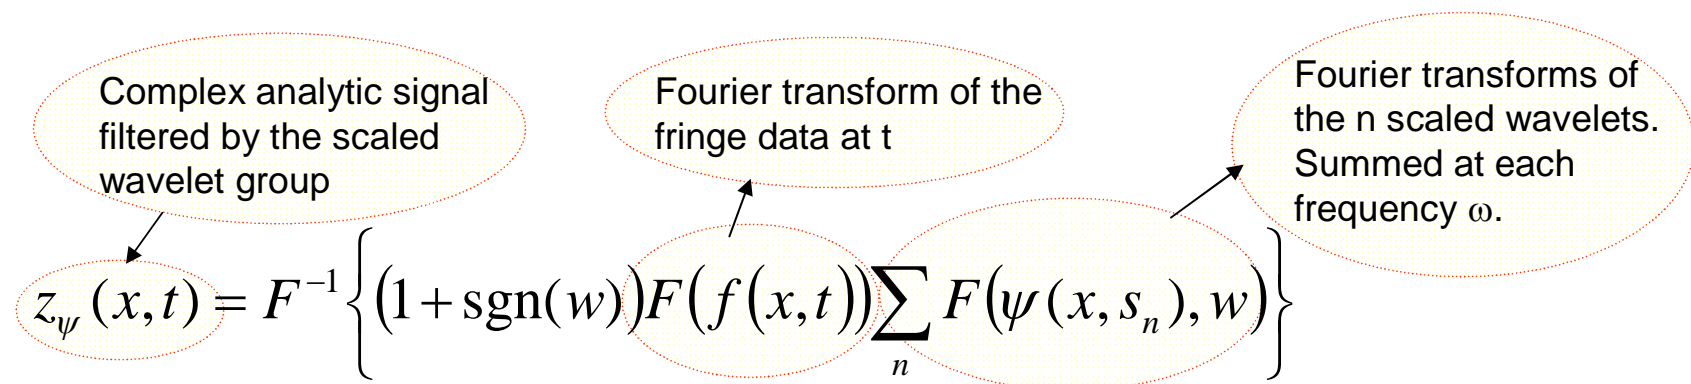 Complex analytic signal
filtered by the scaled
wavelet group
Fourier transform of the
fringe data at t
Fourier transforms of
the n scaled wavelets.
Summed at each
frequency ω.
z_ψ(x,t) = F⁻¹{(1 + sgn(w))F(f(x,t))∑_n F(ψ(x,s_n),w)}